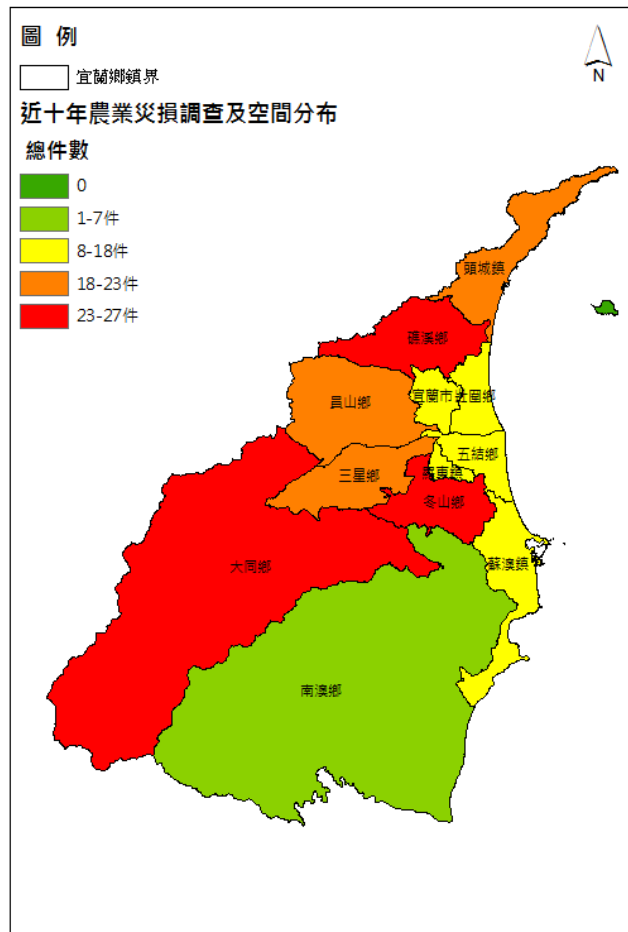 圖 例
N
宜蘭鄉鎮界
近十年農業災損調查及空間分布
總件數
0
1-7件
8-18件
18-23件
23-27件
頭城鎮
礁溪鄉
員山鄉
宜蘭市
壯圍鄉
五結鄉
羅東鎮
三星鄉
冬山鄉
大同鄉
蘇澳鎮
南澳鄉